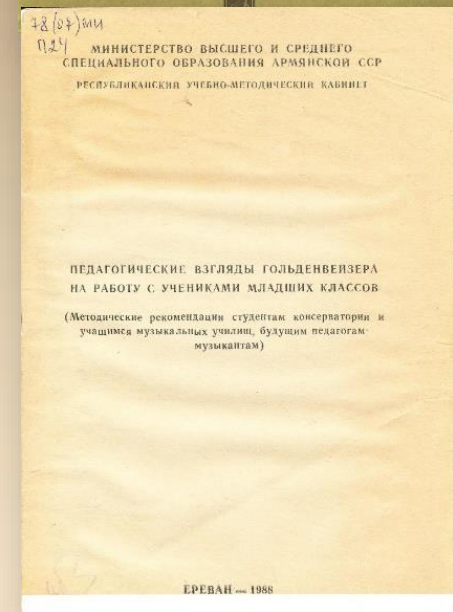 78(07)
П24
МИНИСТЕРСТВО ВЫСШЕГО И СРЕДНЕГО
СПЕЦИАЛЬНОГО ОБРАЗОВАНИЯ АРМЯНСКОЙ ССР
РЕСПУБЛИКАНСКИЙ УЧЕБНО-МЕТОДИЧЕСКИЙ КАБИНЕТ
ПЕДАГОГИЧЕСКИЕ ВЗГЛЯДЫ ГОЛЬДЕНВЕЙЗЕРА
НА РАБОТУ С УЧЕНИКАМИ МЛАДШИХ КЛАССОВ
(Методические рекомендации студентам консерватории и
учащимся музыкальных училищ, будущим педагогам-
музыкантам)
ЕРЕВАН — 1988